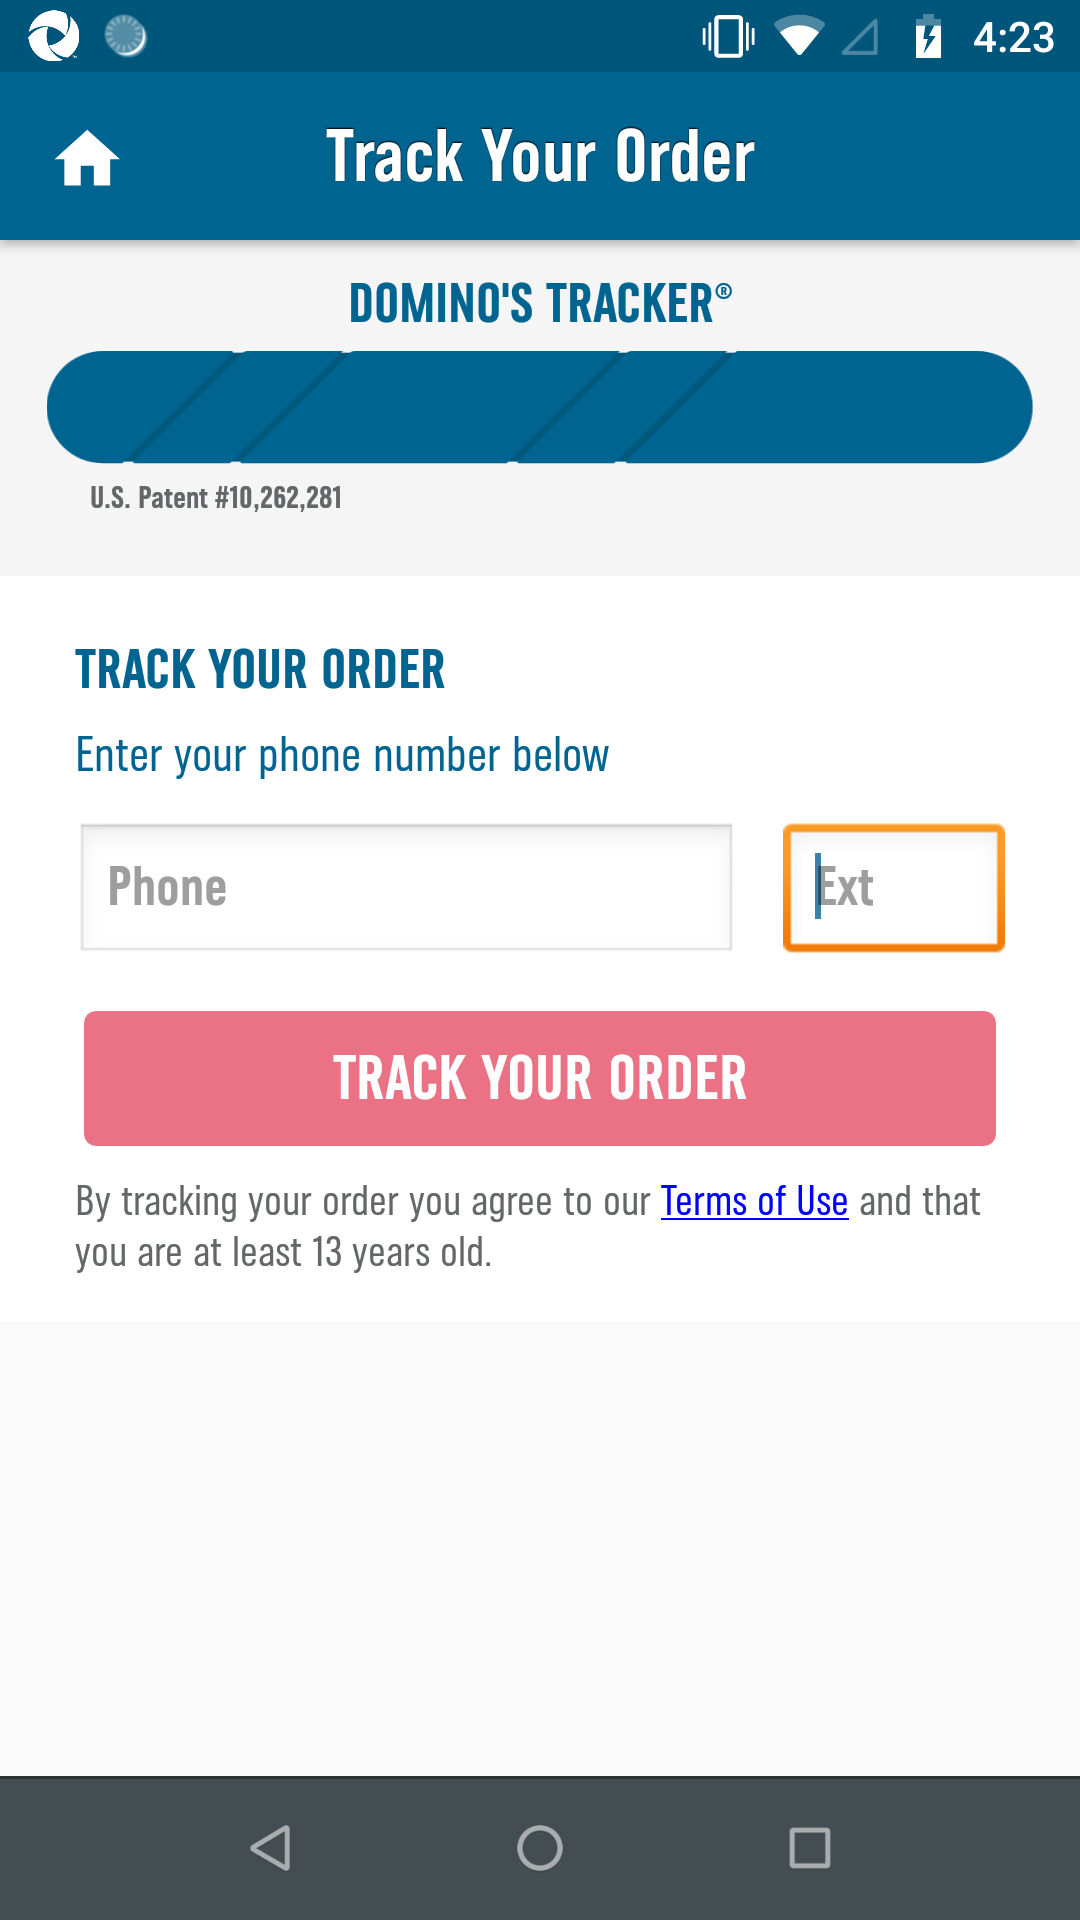 4:23
Track Your Order
DOMINO'S TRACKER®
U.S. Patent #10,262,281
TRACK YOUR ORDER
Enter your phone number below
Phone
Ext
TRACK YOUR ORDER
By tracking your order you agree to our Terms of Use and that
you are at least 13 years old.